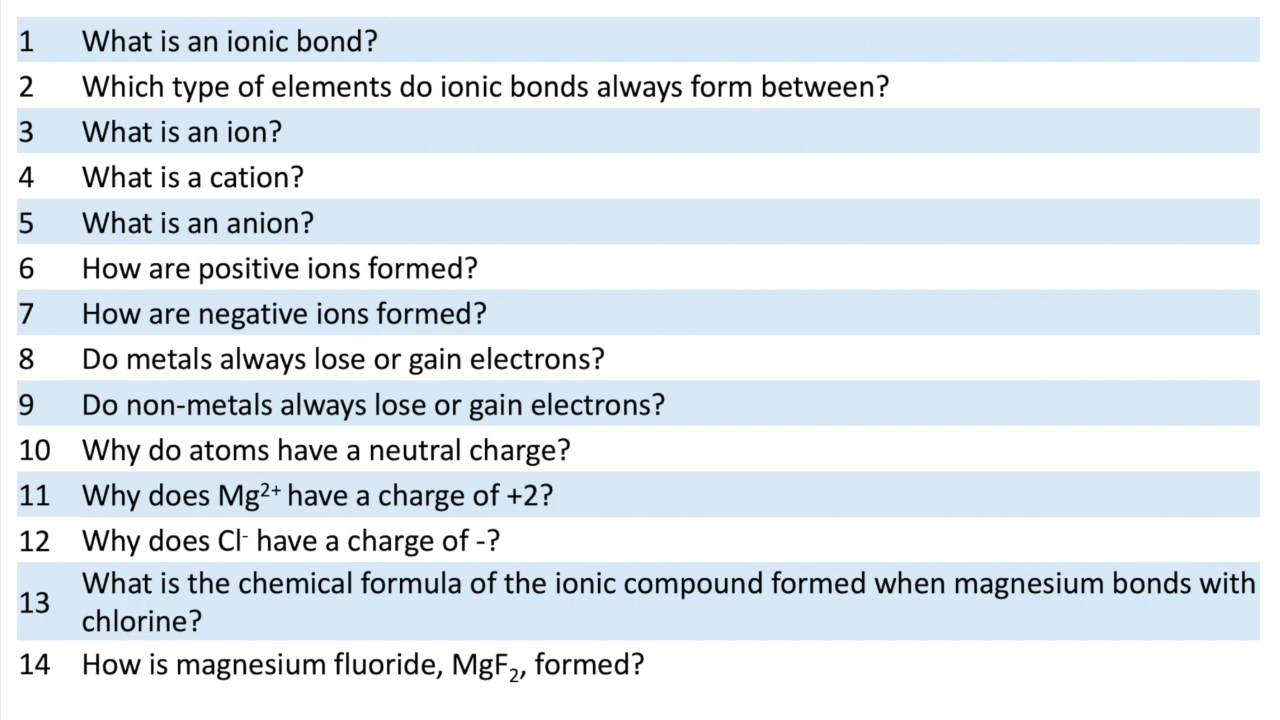 1 What is an ionic bond?
2 Which type of elements do ionic bonds always form between?
3 What is an ion?
4 What is a cation?
5 What is an anion?
6 How are positive ions formed?
7 How are negative ions formed?
8 Do metals always lose or gain electrons?
9 Do non-metals always lose or gain electrons?
10 Why do atoms have a neutral charge?
11 Why does Mg²⁺ have a charge of +2?
12 Why does Cl⁻ have a charge of -?
13 What is the chemical formula of the ionic compound formed when magnesium bonds with
chlorine?
14 How is magnesium fluoride, MgF₂, formed?